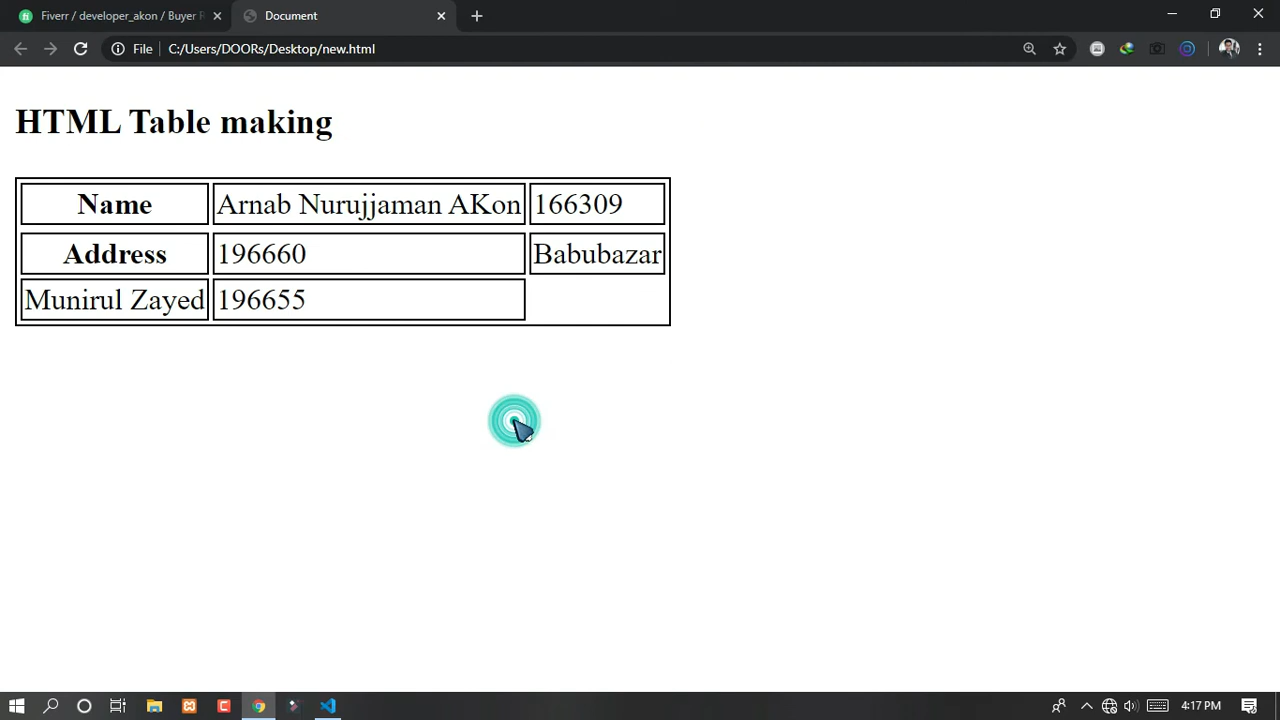 Fiverr / developer_akon / Buyer
Document
File C:/Users/DOORs/Desktop/new.html
HTML Table making
Name Arnab Nurujjaman AKon 166309
Address 196660 Babubazar
Munirul Zayed 196655
4:17 PM